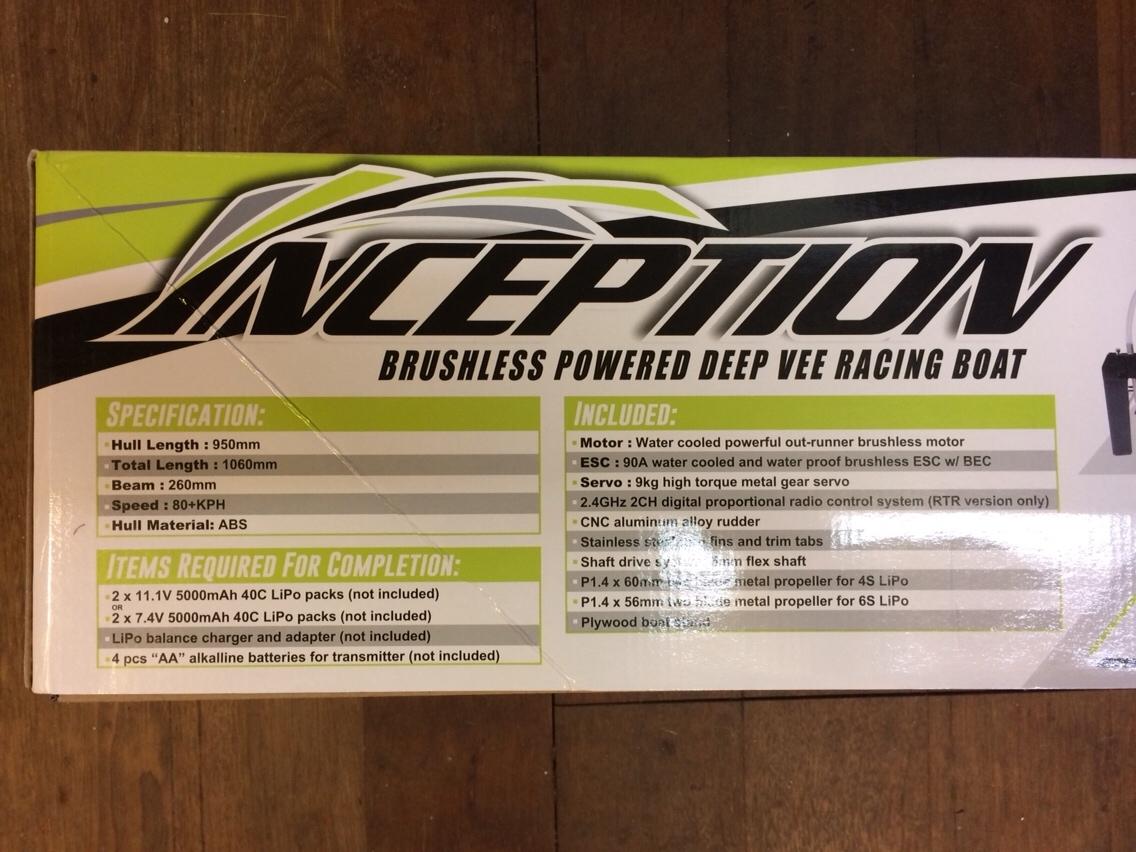 INCEPTION
BRUSHLESS POWERED DEEP VEE RACING BOAT
SPECIFICATION:
Hull Length : 950mm
Total Length : 1060mm
Beam : 260mm
Speed : 80+KPH
Hull Material: ABS
ITEMS REQUIRED FOR COMPLETION:
2 x 11.1V 5000mAh 40C LiPo packs (not included)
OR
2 x 7.4V 5000mAh 40C LiPo packs (not included)
LiPo balance charger and adapter (not included)
4 pcs “AA” alkalline batteries for transmitter (not included)
INCLUDED:
Motor : Water cooled powerful out-runner brushless motor
ESC : 90A water cooled and water proof brushless ESC w/ BEC
Servo : 9kg high torque metal gear servo
2.4GHz 2CH digital proportional radio control system (RTR version only)
CNC aluminum alloy rudder
Stainless fins and trim tabs
Shaft drive flex shaft
P1.4 x 60mm two blade metal propeller for 4S LiPo
P1.4 x 56mm two blade metal propeller for 6S LiPo
Plywood boat stand